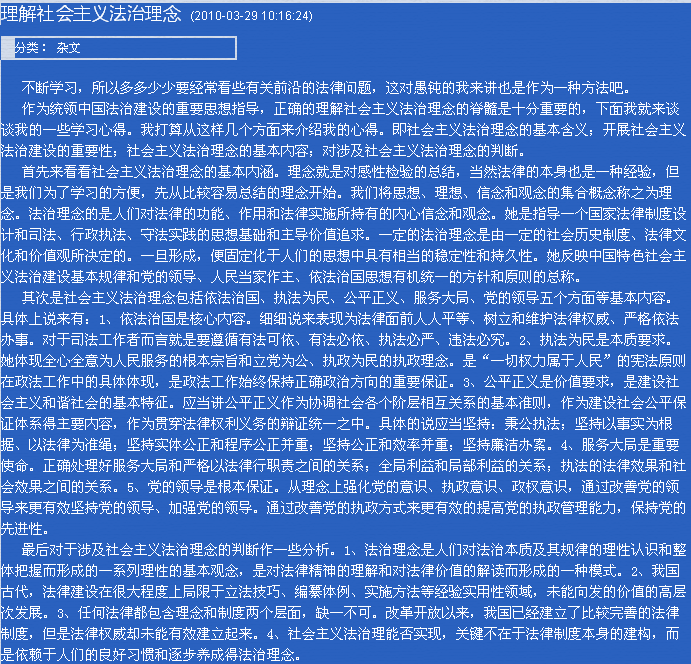 理解社会主义法治理念 (2010-03-29 10:16:24)
分类: 杂文
不断学习，所以多多少少要经常看些有关前沿的法律问题，这对愚钝的我来讲也是作为一种方法吧。
作为统领中国法治建设的重要思想指导，正确的理解社会主义法治理念的脊髓是十分重要的，下面我就来谈
谈我的一些学习心得。我打算从这样几个方面来介绍我的心得。即社会主义法治理念的基本含义；开展社会主义
法治建设的重要性；社会主义法治理念的基本内容；对涉及社会主义法治理念的判断。
首先来看看社会主义法治理念的基本内涵。理念就是对感性检验的总结，当然法律的本身也是一种经验，但
是我们为了学习的方便，先从比较容易总结的理念开始。我们将思想、理想、信念和观念的集合概念称之为理
念。法治理念的是人们对法律的功能、作用和法律实施所持有的内心信念和观念。她是指导一个国家法律制度设
计和司法、行政执法、守法实践的思想基础和主导价值追求。一定的法治理念是由一定的社会历史制度、法律文
化和价值观所决定的。一旦形成，便固定化于人们的思想中具有相当的稳定性和持久性。她反映中国特色社会主
义法治建设基本规律和党的领导、人民当家作主、依法治国思想有机统一的方针和原则的总称。
其次是社会主义法治理念包括依法治国、执法为民、公平正义、服务大局、党的领导五个方面等基本内容。
具体上说来有：1、依法治国是核心内容。细细说来表现为法律面前人人平等、树立和维护法律权威、严格依法
办事。对于司法工作者而言就是要遵循有法可依、有法必依、执法必严、违法必究。2、执法为民是本质要求。
她体现全心全意为人民服务的根本宗旨和立党为公、执政为民的执政理念。是“一切权力属于人民”的宪法原则
在政法工作中的具体体现，是政法工作始终保持正确政治方向的重要保证。3、公平正义是价值要求，是建设社
会主义和谐社会的基本特征。应当讲公平正义作为协调社会各个阶层相互关系的基本准则，作为建设社会公平保
证体系得主要内容，作为贯穿法律权利义务的辩证统一之中。具体的说应当坚持：秉公执法；坚持以事实为根
据、以法律为准绳；坚持实体公正和程序公正并重；坚持公正和效率并重；坚持廉洁办案。4、服务大局是重要
使命。正确处理好服务大局和严格以法律行职责之间的关系；全局利益和局部利益的关系；执法的法律效果和社
会效果之间的关系。5、党的领导是根本保证。从理念上强化党的意识、执政意识、政权意识，通过改善党的领
导来更有效坚持党的领导、加强党的领导。通过改善党的执政方式来更有效的提高党的执政管理能力，保持党的
先进性。
最后对于涉及社会主义法治理念的判断作一些分析。1、法治理念是人们对法治本质及其规律的理性认识和整
体把握而形成的一系列理性的基本观念，是对法律精神的理解和对法律价值的解读而形成的一种模式。2、我国
古代，法律建设在很大程度上局限于立法技巧、编纂体例、实施方法等经验实用性领域，未能向发的价值的高层
次发展。3、任何法律都包含理念和制度两个层面，缺一不可。改革开放以来，我国已经建立了比较完善的法律
制度，但是法律权威却未能有效建立起来。4、社会主义法治理能否实现，关键不在于法律制度本身的建构，而
是依赖于人们的良好习惯和逐步养成得法治理念。